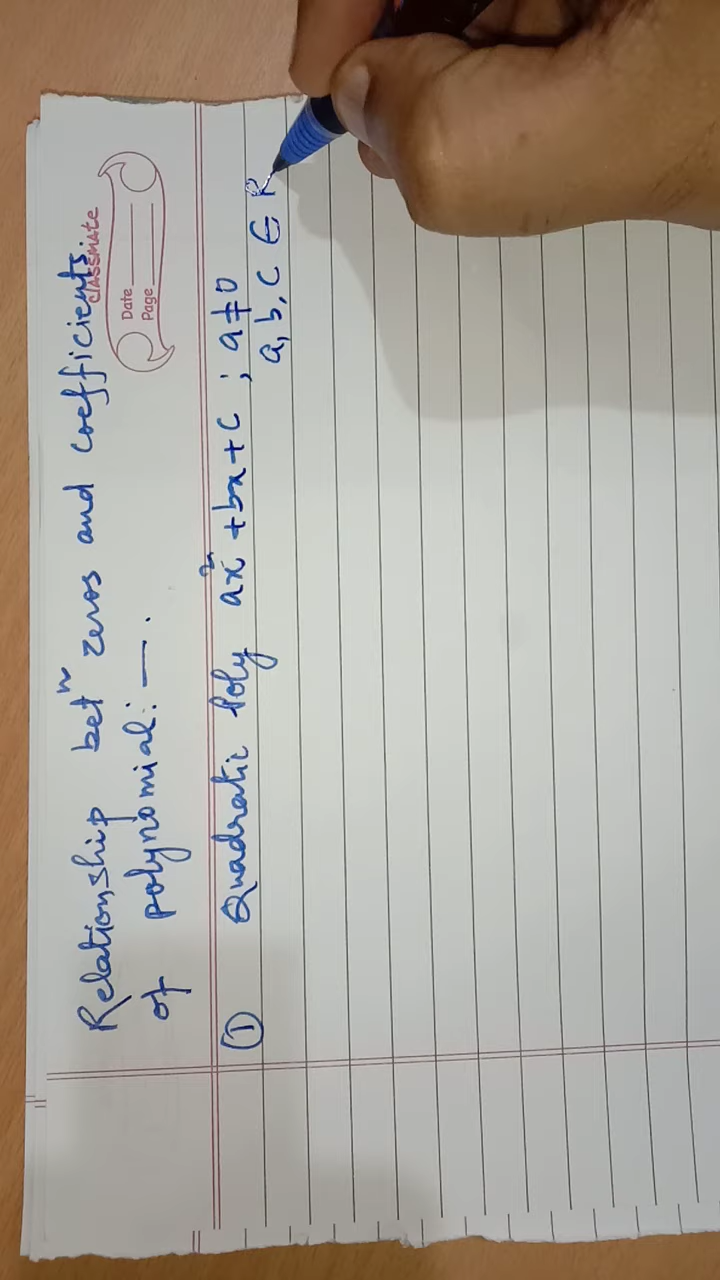 classmate
Date
Page
Relationship betⁿ zeros and coefficients.
of polynomial: —.
① Quadratic Poly ax² + bx + c ; a ≠ 0
a, b, c ∈ R